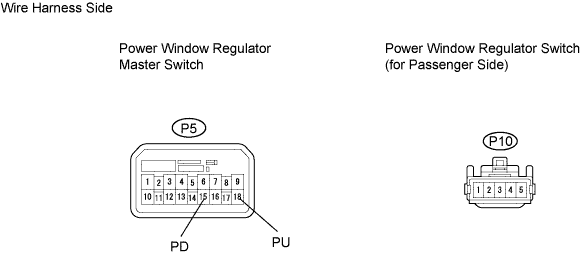 Wire Harness Side
Power Window Regulator
Master Switch
Power Window Regulator Switch
(for Passenger Side)
P5
P10
1 2 3 4 5 6 7 8 9
10 11 12 13 14 15 16 17 18
1 2 3 4 5
PD
PU